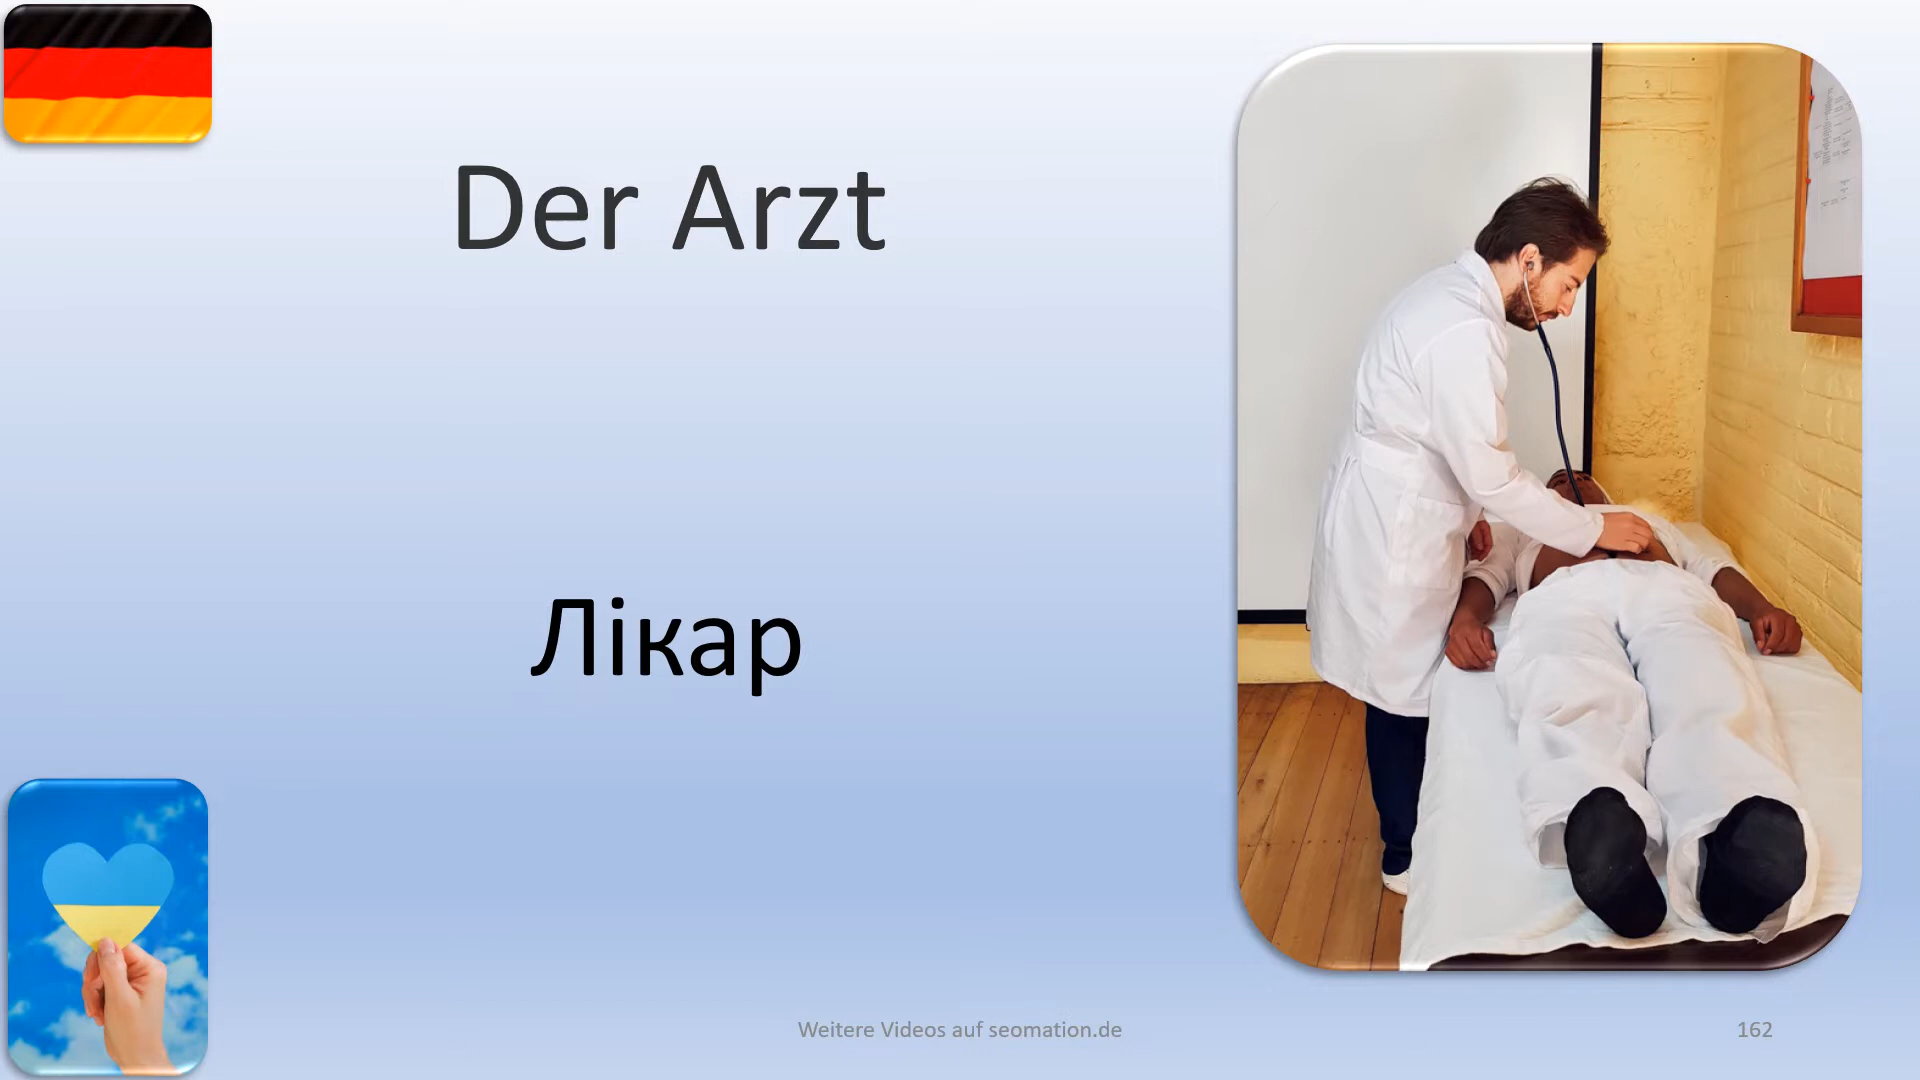 Der Arzt
Лікар
Weitere Videos auf seomation.de
162